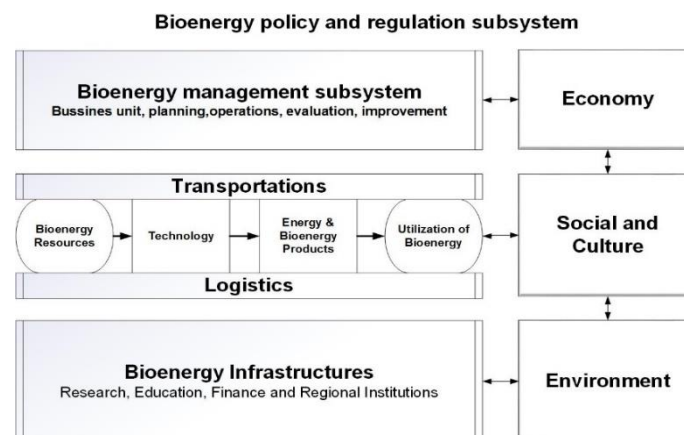 Bioenergy policy and regulation subsystem
Bioenergy management subsystem
Bussines unit, planning,operations, evaluation, improvement
Economy
Transportations
Bioenergy
Resources
Technology
Energy &
Bioenergy
Products
Utilization of
Bioenergy
Social and
Culture
Logistics
Bioenergy Infrastructures
Research, Education, Finance and Regional Institutions
Environment